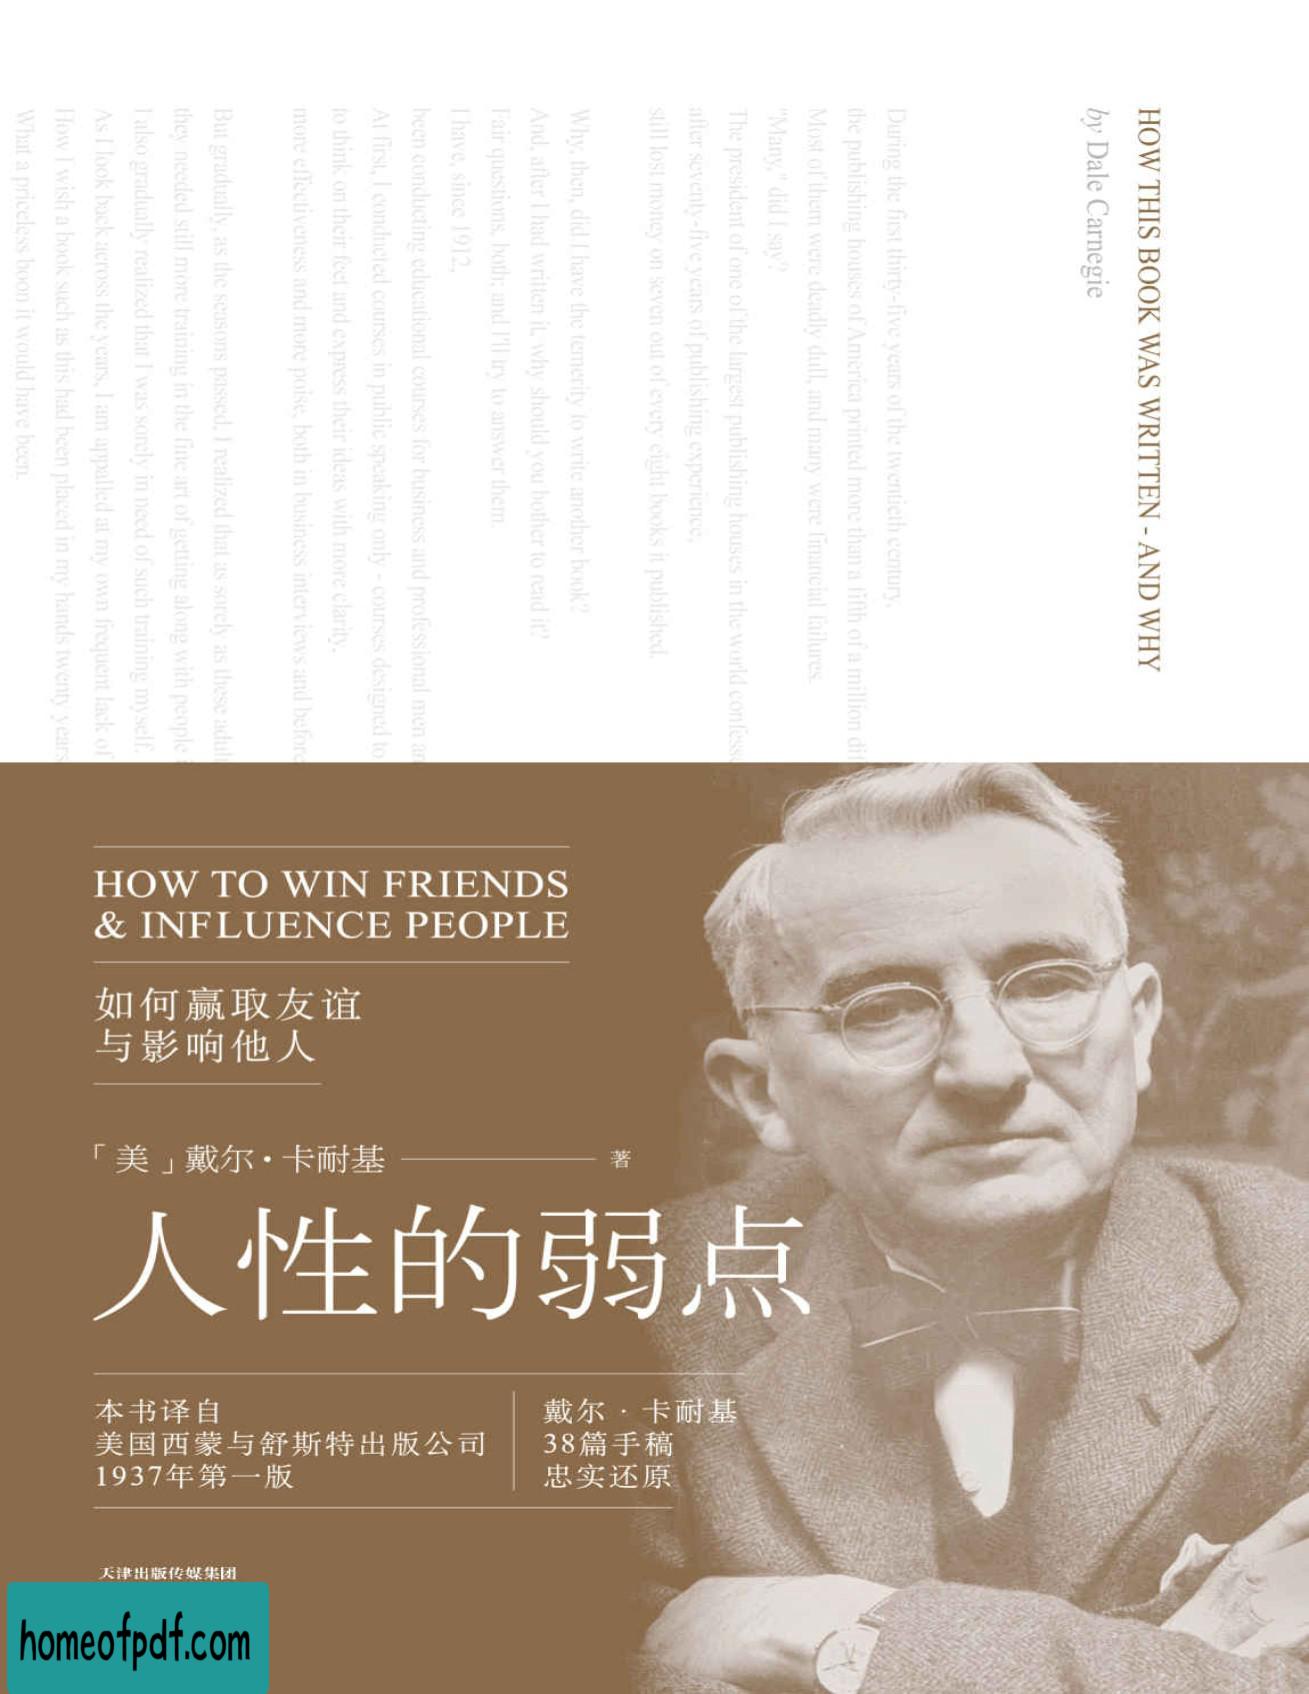 HOW THIS BOOK WAS WRITTEN - AND WHY
by Dale Carnegie
During the first thirty-five years of the twentieth century,
the publishing houses of America printed more than a fifth of a million dif
Most of them were deadly dull, and many were financial failures.
"Many," did I say?
The president of one of the largest publishing houses in the world confesse
after seventy-five years of publishing experience,
still lost money on seven out of every eight books it published.
Why, then, did I have the temerity to write another book?
And, after I had written it, why should you bother to read it?
Fair questions, both; and I'll try to answer them.
I have, since 1912,
been conducting educational courses for business and professional men an
At first, I conducted courses in public speaking only - courses designed to
to think on their feet and express their ideas with more clarity,
more effectiveness and more poise, both in business interviews and before
But gradually, as the seasons passed, I realized that as sorely as these adult
they needed still more training in the fine art of getting along with people
I also gradually realized that I was sorely in need of such training myself.
As I look back across the years, I am appalled at my own frequent lack of
How I wish a book such as this had been placed in my hands twenty years
What a priceless boon it would have been.
HOW TO WIN FRIENDS
& INFLUENCE PEOPLE
如何赢取友谊
与影响他人
「美」戴尔·卡耐基 著
人性的弱点
本书译自
美国西蒙与舒斯特出版公司
1937年第一版
戴尔·卡耐基
38篇手稿
忠实还原
天津出版传媒集团
homeofpdf.com